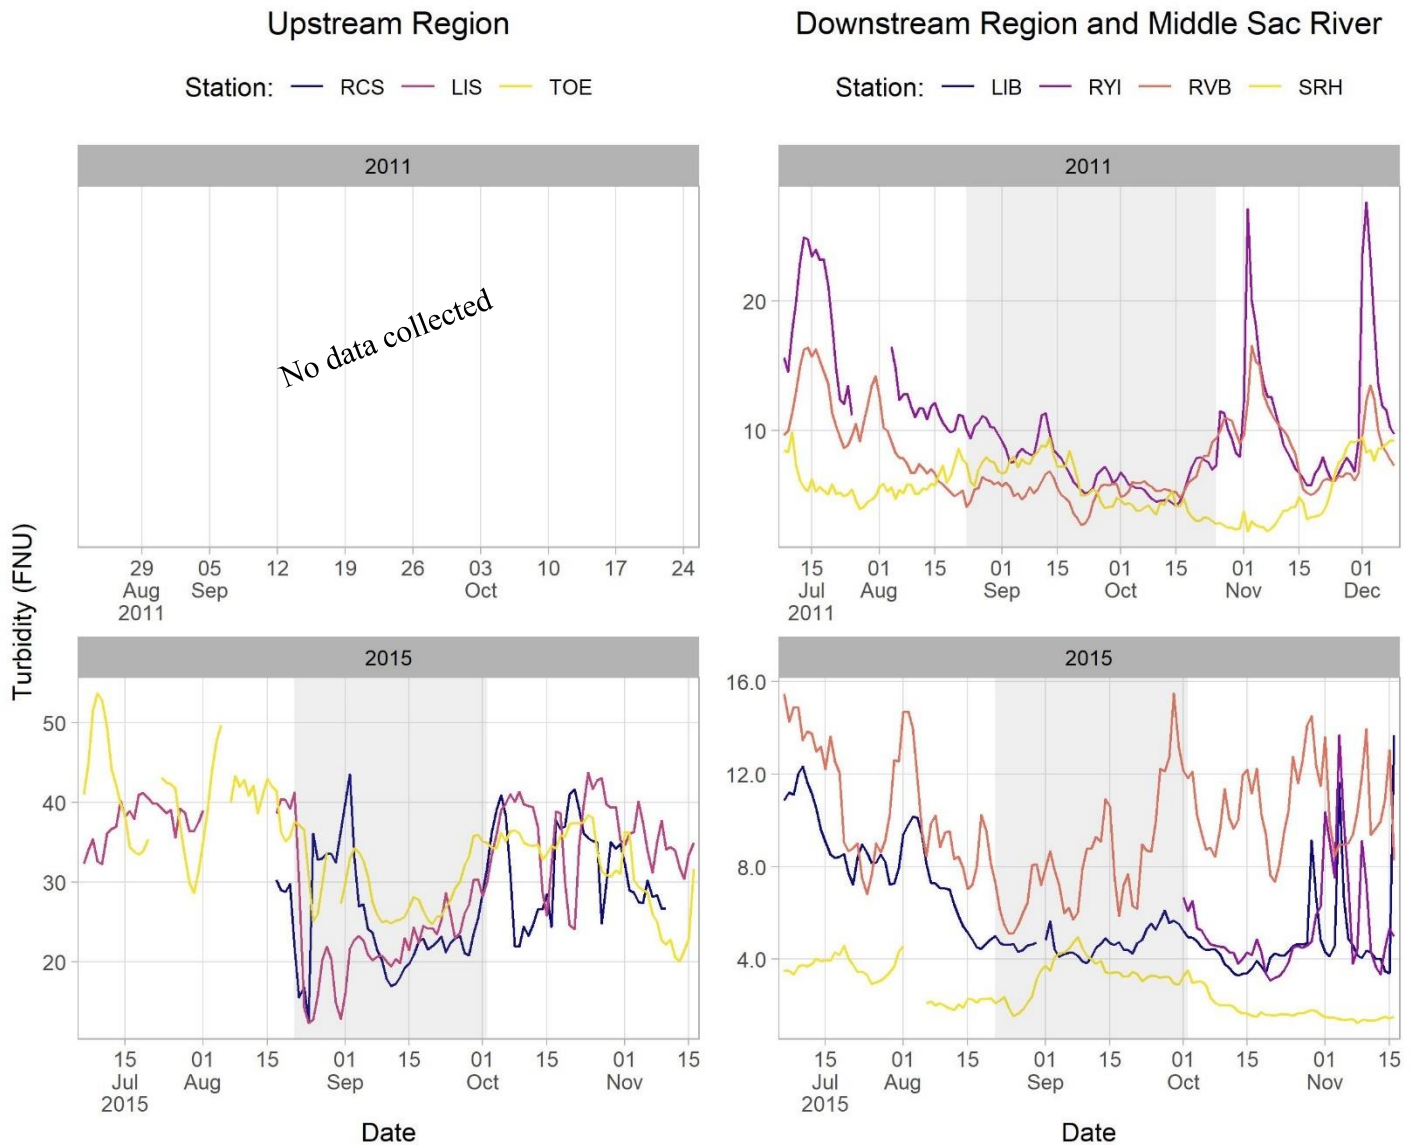 Upstream Region
Downstream Region and Middle Sac River
Station: RCS LIS TOE
Station: LIB RYI RVB SRH
Turbidity (FNU)
2011
No data collected
29 05 12 19 26 03 10 17 24
Aug Sep Oct
2011
2011
20
10
15 01 15 01 15 01 15 01 15 01
Jul Aug Sep Oct Nov Dec
2011
2015
50
40
30
20
15 01 15 01 15 01 15 01 15
Jul Aug Sep Oct Nov
2015
Date
2015
16.0
12.0
8.0
4.0
15 01 15 01 15 01 15 01 15
Jul Aug Sep Oct Nov
2015
Date